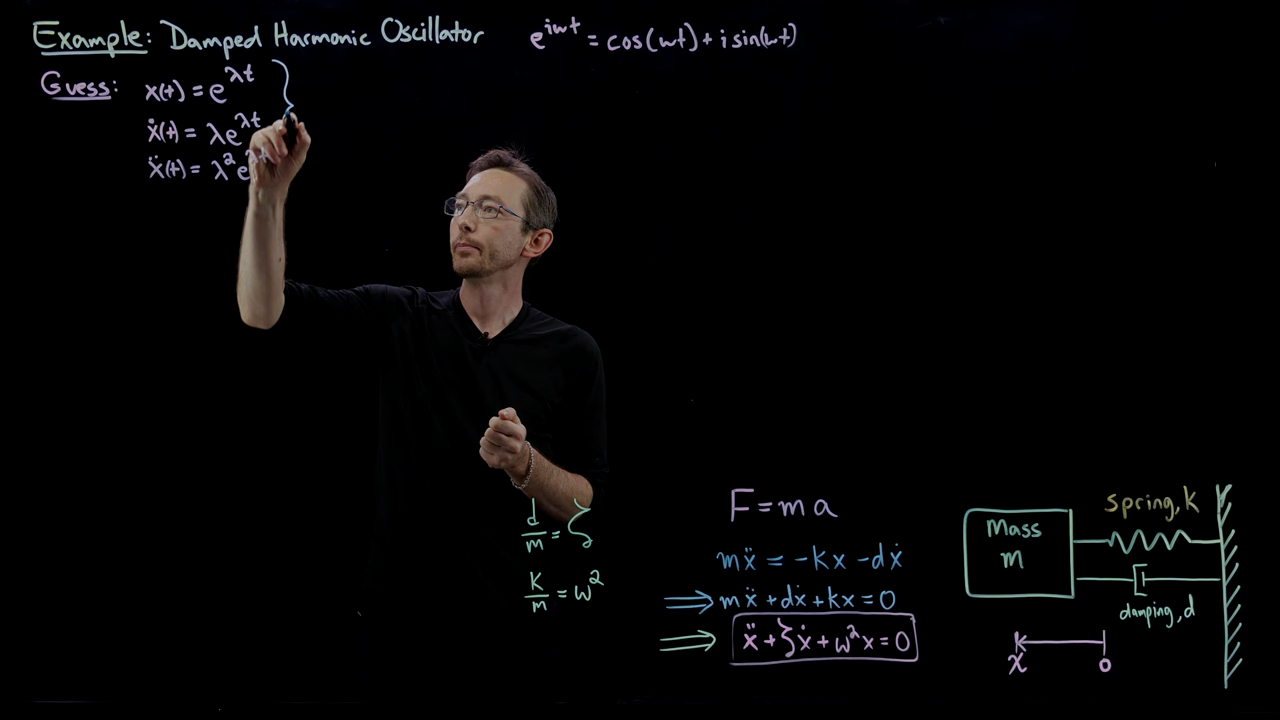 Example: Damped Harmonic Oscillator
e^{iωt} = cos(ωt) + i sin(ωt)
Guess: x(t) = e^{λt}
ẋ(t) = λe^{λt}
ẍ(t) = λ²e^{λt}
d/m = ζ
k/m = ω²
F = ma
mẍ = -kx - dẋ
⟹ mẍ + dẋ + kx = 0
⟹ ẍ + ζẋ + ω²x = 0
Mass
m
spring, k
damping, d
x
0